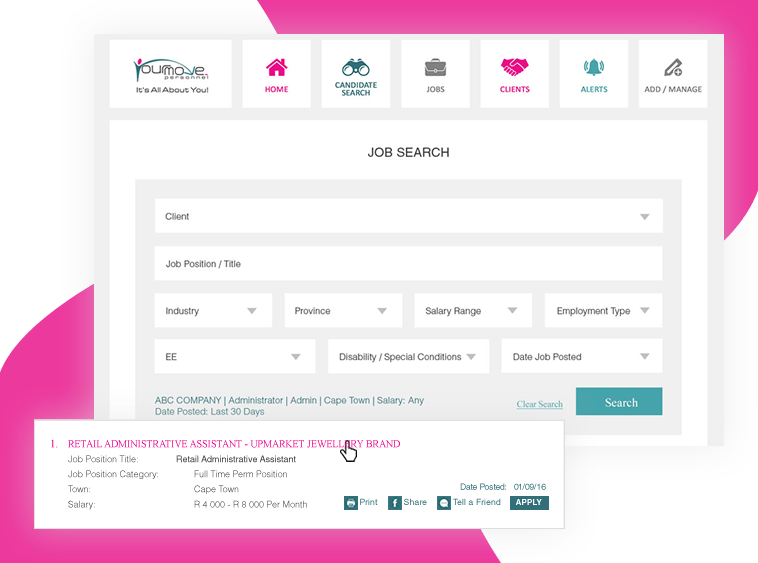 Yourmove.
personnel
It's All About You!
HOME
CANDIDATE
SEARCH
JOBS
CLIENTS
ALERTS
ADD / MANAGE
JOB SEARCH
Client
Job Position / Title
Industry
Province
Salary Range
Employment Type
EE
Disability / Special Conditions
Date Job Posted
ABC COMPANY | Administrator | Admin | Cape Town | Salary: Any
Date Posted: Last 30 Days
Clear Search
Search
1. RETAIL ADMINISTRATIVE ASSISTANT - UPMARKET JEWELLERY BRAND
Job Position Title: Retail Administrative Assistant
Job Position Category: Full Time Perm Position
Town: Cape Town
Date Posted: 01/09/16
Salary: R 4 000 - R 8 000 Per Month
Print
Share
Tell a Friend
APPLY